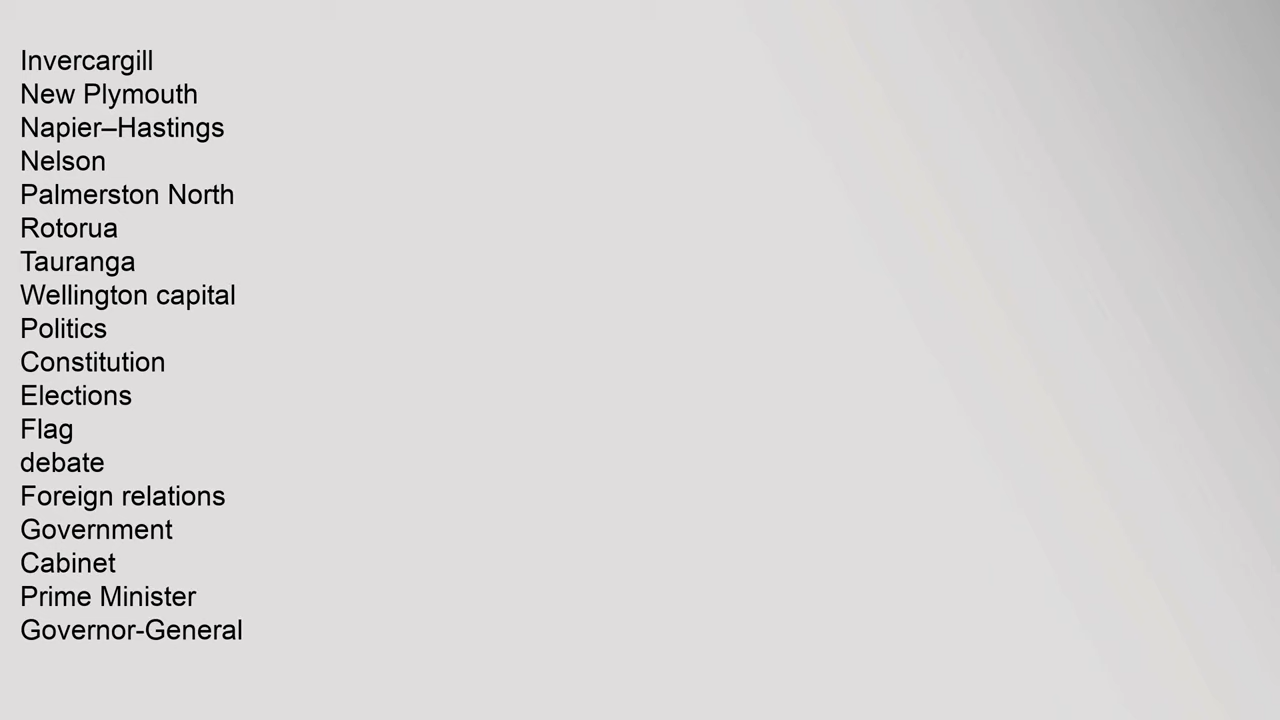 Invercargill
New Plymouth
Napier–Hastings
Nelson
Palmerston North
Rotorua
Tauranga
Wellington capital
Politics
Constitution
Elections
Flag
debate
Foreign relations
Government
Cabinet
Prime Minister
Governor-General